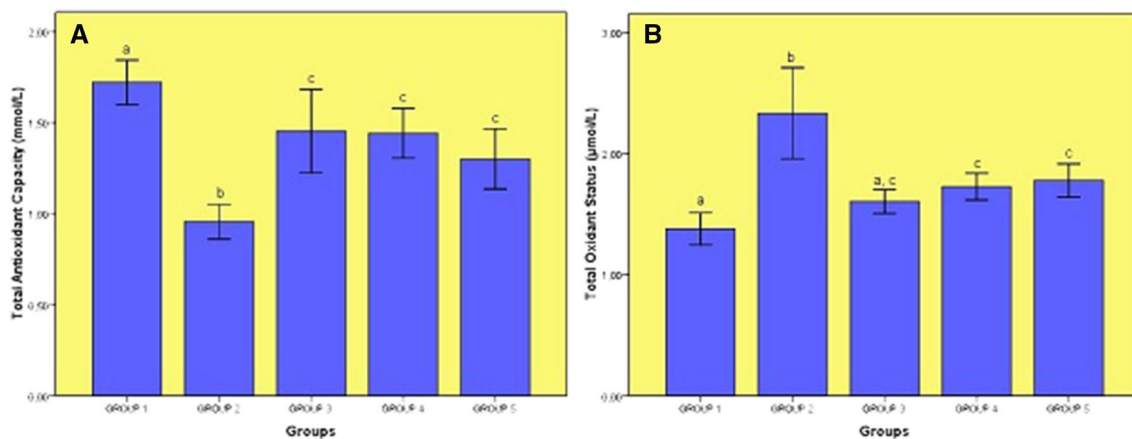 A
Total Antioxidant Capacity (mmol/L)
2.00
1.50
1.00
0.50
0.00
a
b
c
c
c
GROUP 1
GROUP 2
GROUP 3
GROUP 4
GROUP 5
Groups
B
Total Oxidant Status (µmol/L)
3.00
2.00
1.00
0.00
a
b
a, c
c
c
GROUP 1
GROUP 2
GROUP 3
GROUP 4
GROUP 5
Groups